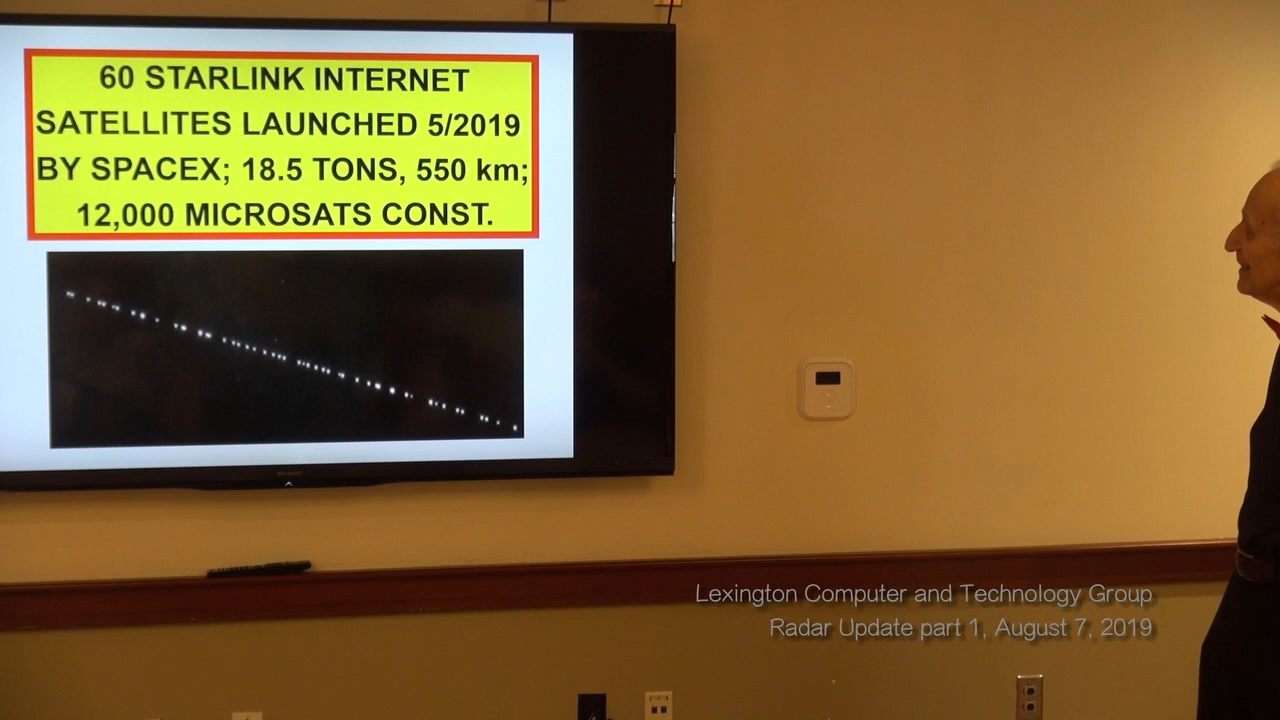 60 STARLINK INTERNET
SATELLITES LAUNCHED 5/2019
BY SPACEX; 18.5 TONS, 550 km;
12,000 MICROSATS CONST.
Lexington Computer and Technology Group
Radar Update part 1, August 7, 2019